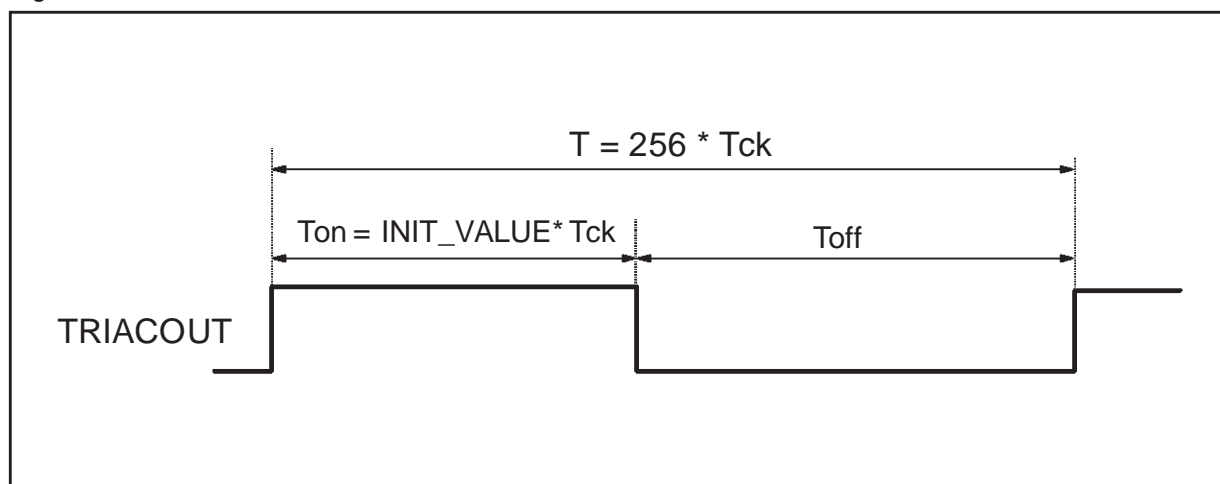 T = 256 * Tck
Ton = INIT_VALUE* Tck
Toff
TRIACOUT